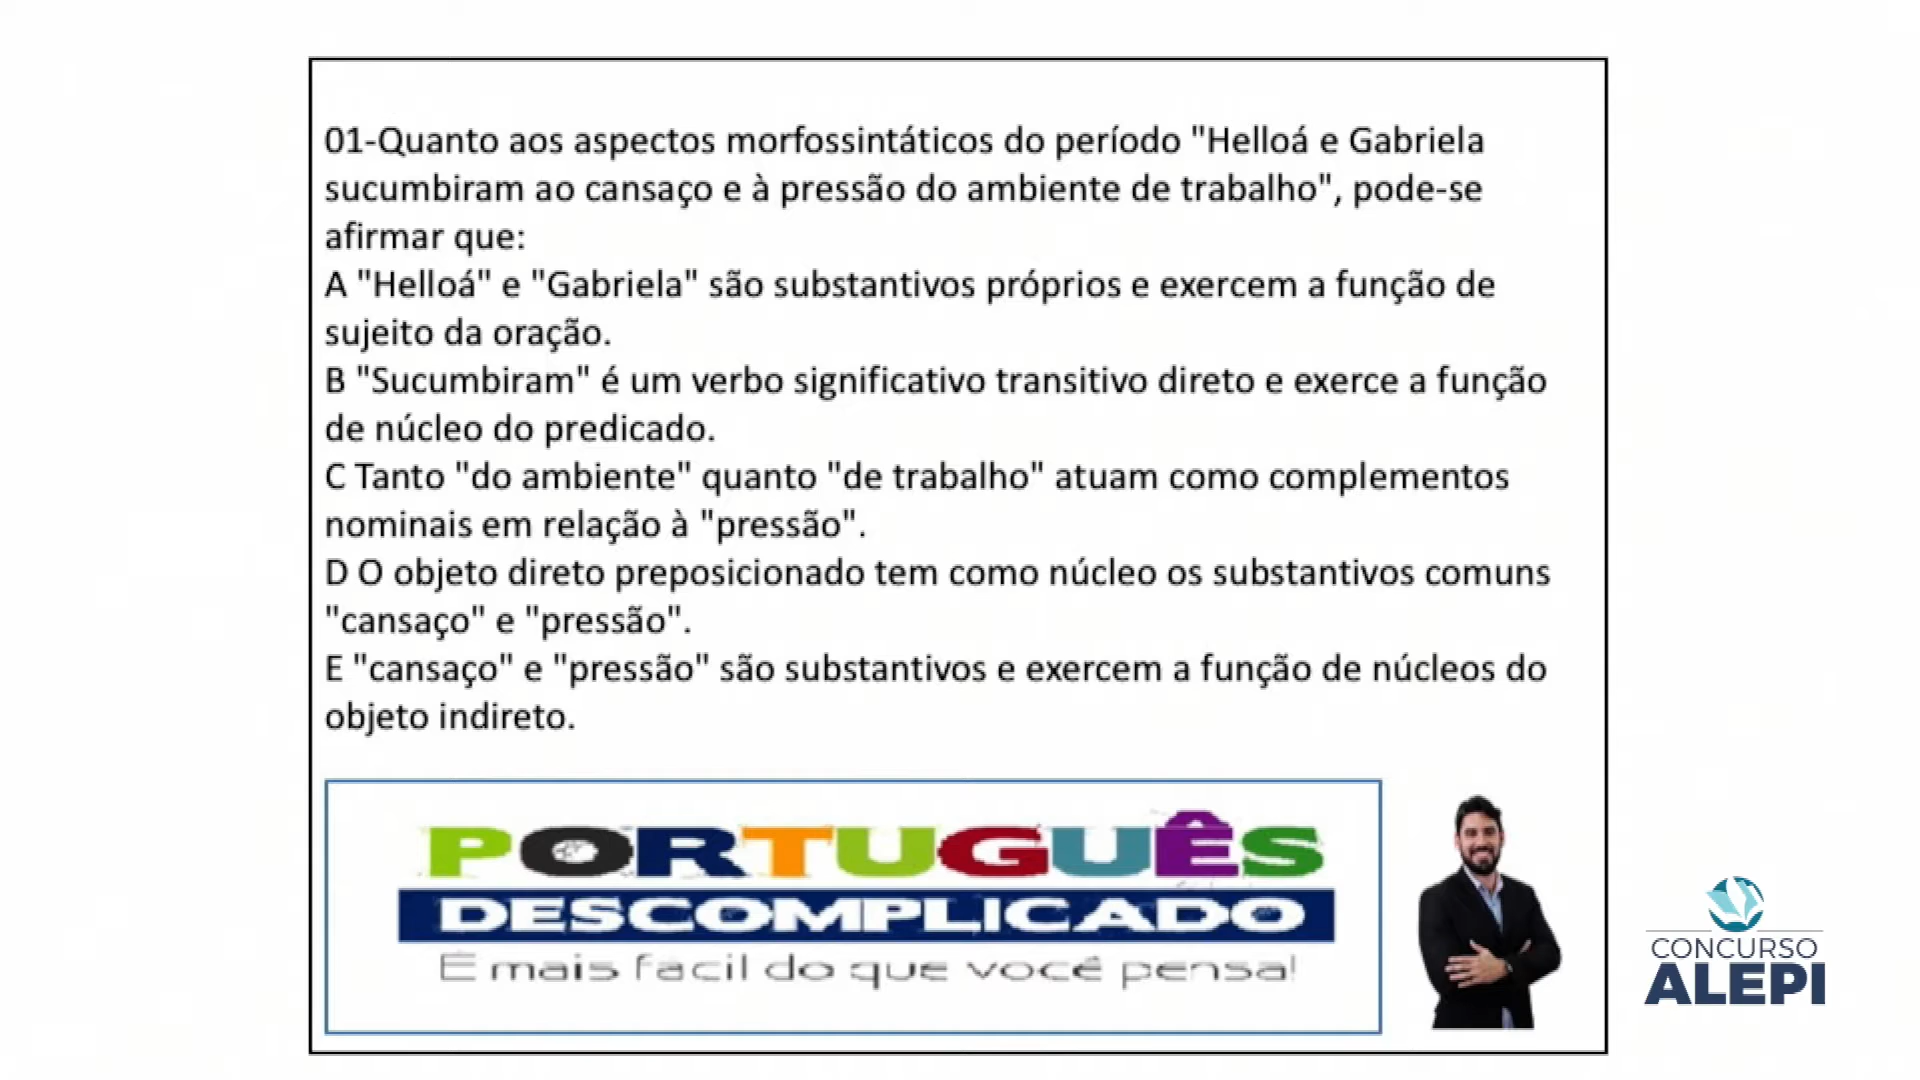 01-Quanto aos aspectos morfossintáticos do período "Helloá e Gabriela
sucumbiram ao cansaço e à pressão do ambiente de trabalho", pode-se
afirmar que:
A "Helloá" e "Gabriela" são substantivos próprios e exercem a função de
sujeito da oração.
B "Sucumbiram" é um verbo significativo transitivo direto e exerce a função
de núcleo do predicado.
C Tanto "do ambiente" quanto "de trabalho" atuam como complementos
nominais em relação à "pressão".
D O objeto direto preposicionado tem como núcleo os substantivos comuns
"cansaço" e "pressão".
E "cansaço" e "pressão" são substantivos e exercem a função de núcleos do
objeto indireto.
PORTUGUÊS
DESCOMPLICADO
É mais facil do que você pensa!
CONCURSO
ALEPI